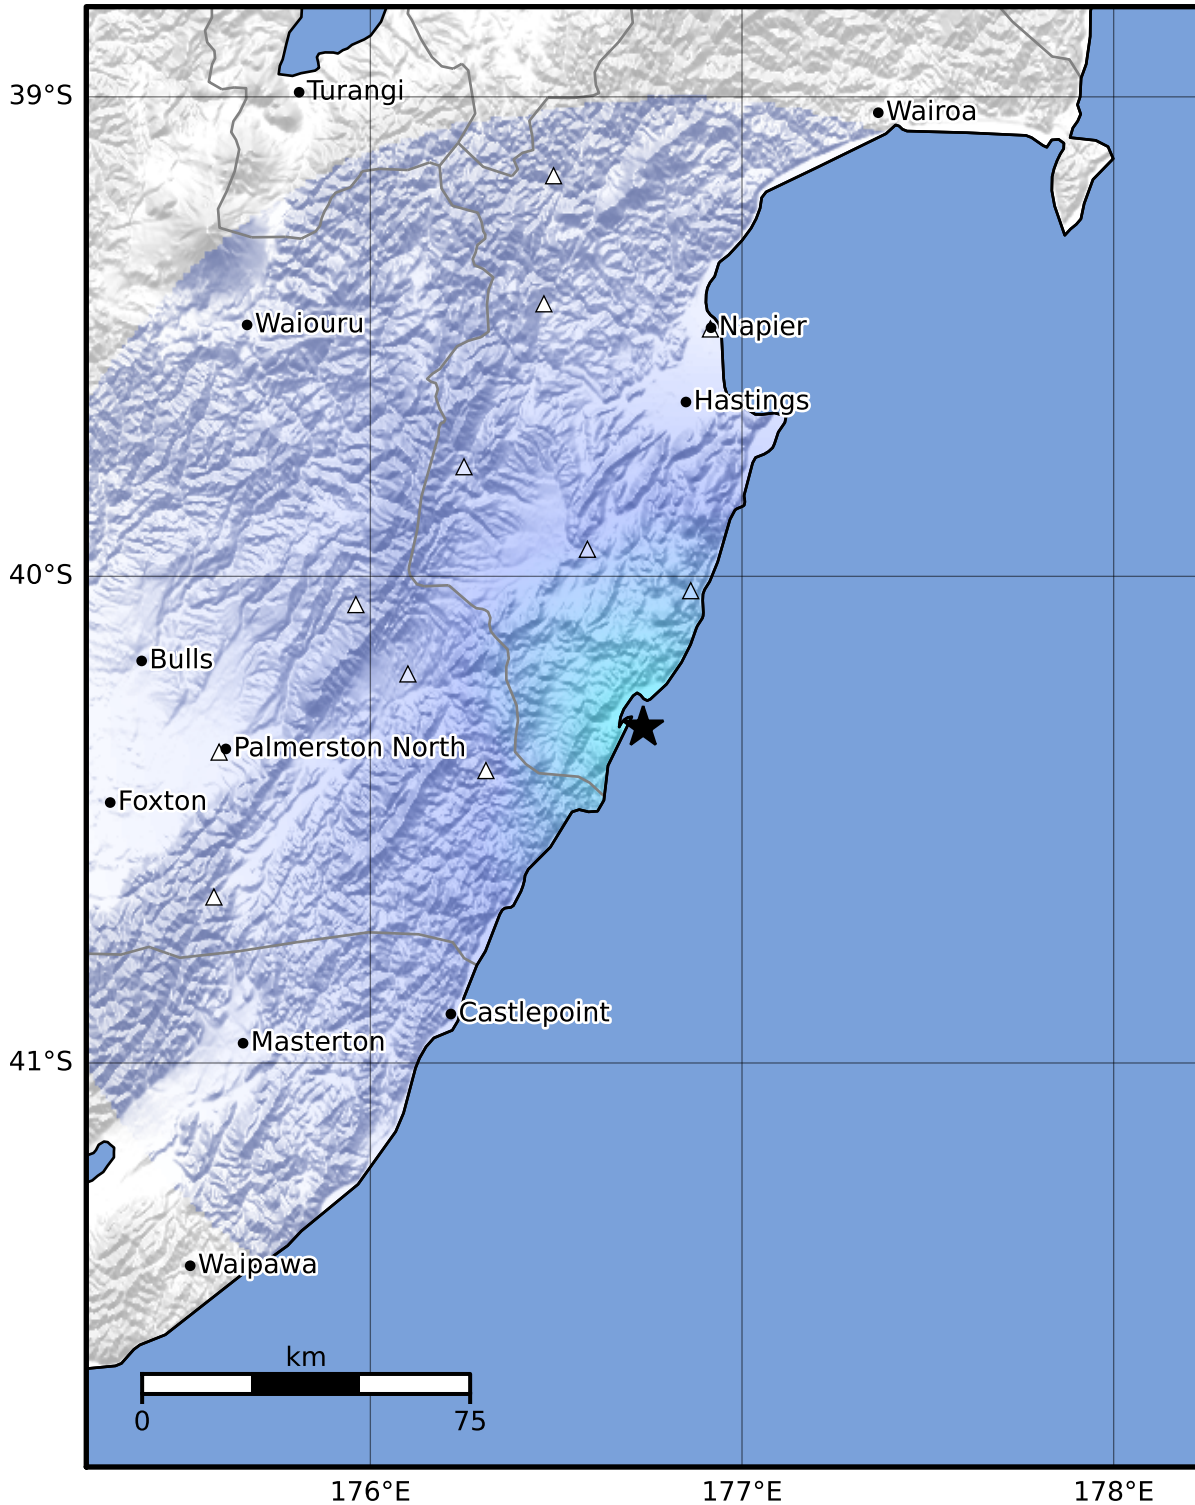 39°S
Turangi
Wairoa
Waiouru
Napier
Hastings
40°S
Bulls
Palmerston North
Foxton
Castlepoint
Masterton
41°S
Waipawa
km
0
75
176°E
177°E
178°E